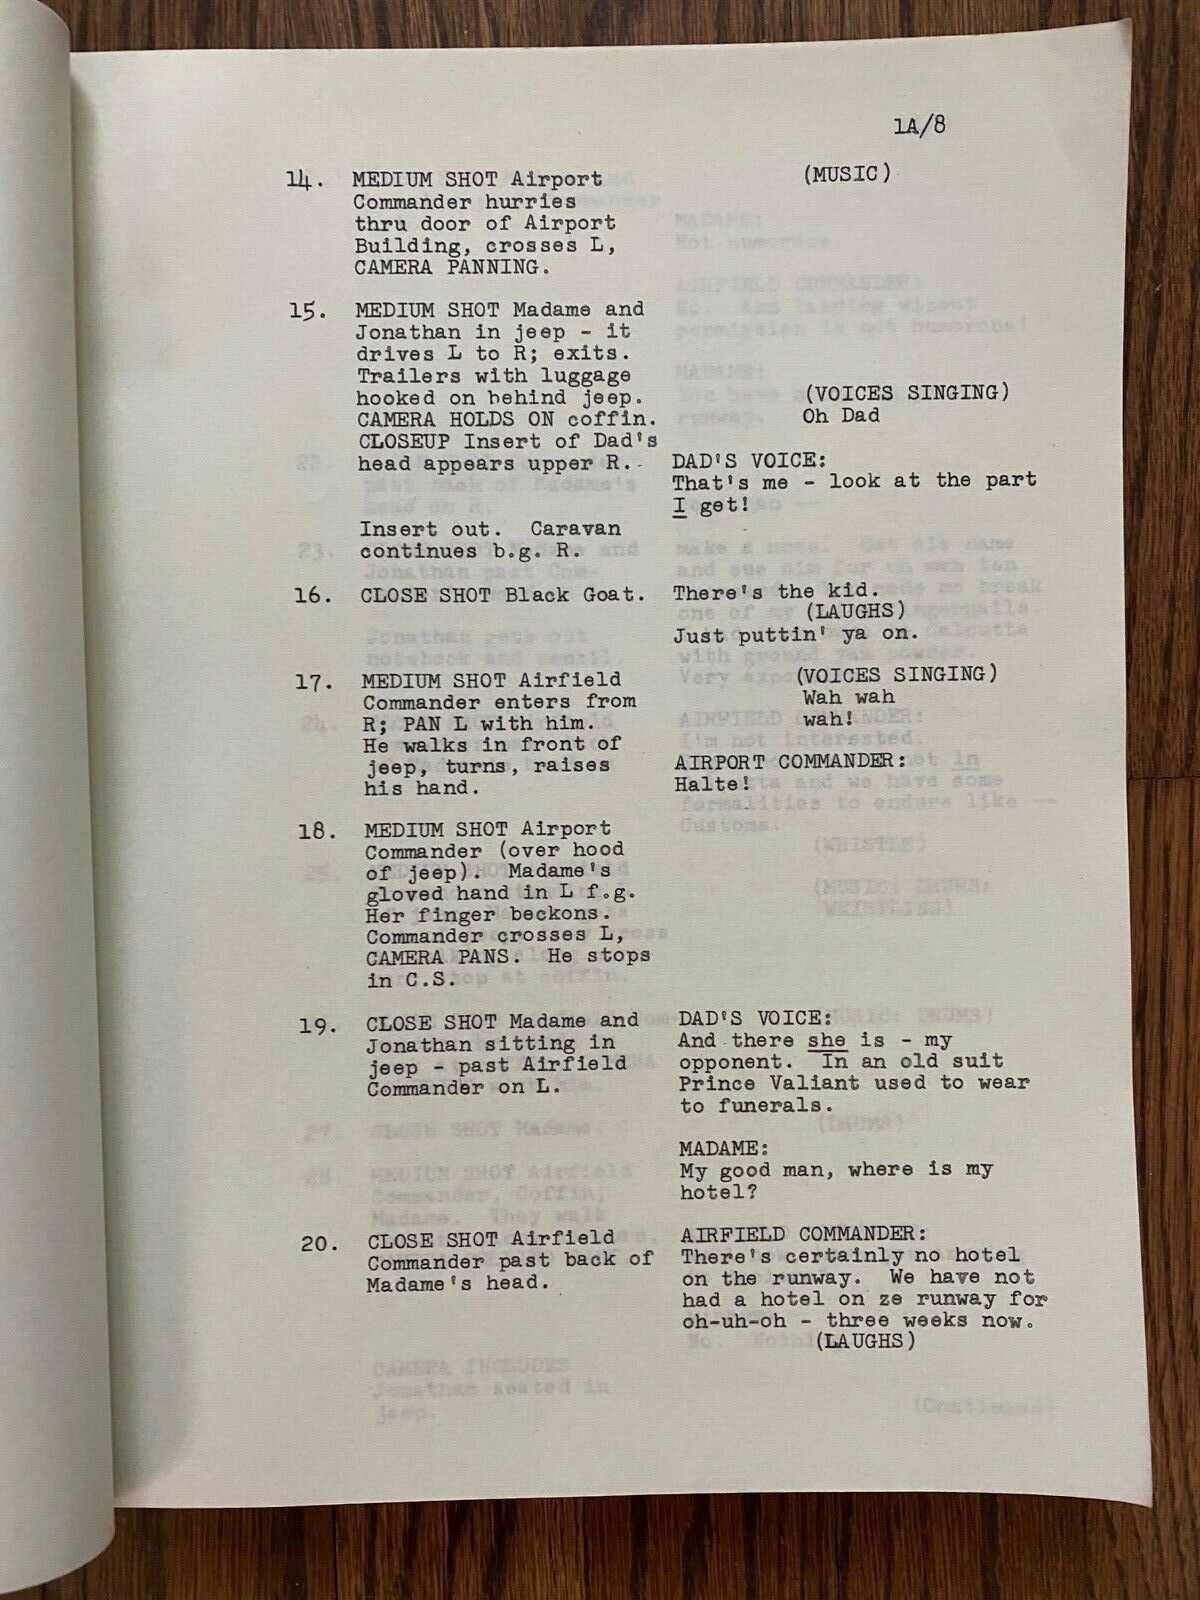 1A/8
14. MEDIUM SHOT Airport
Commander hurries
thru door of Airport
Building, crosses L,
CAMERA PANNING.
(MUSIC)
15. MEDIUM SHOT Madame and
Jonathan in jeep - it
drives L to R; exits.
Trailers with luggage
hooked on behind jeep.
CAMERA HOLDS ON coffin.
CLOSEUP Insert of Dad's
head appears upper R.
(VOICES SINGING)
Oh Dad
DAD'S VOICE:
That's me - look at the part
I get!
Insert out. Caravan
continues b.g. R.
16. CLOSE SHOT Black Goat.
There's the kid.
(LAUGHS)
Just puttin' ya on.
17. MEDIUM SHOT Airfield
Commander enters from
R; PAN L with him.
He walks in front of
jeep, turns, raises
his hand.
(VOICES SINGING)
Wah wah
wah!
AIRPORT COMMANDER:
Halte!
18. MEDIUM SHOT Airport
Commander (over hood
of jeep). Madame's
gloved hand in L f.g.
Her finger beckons.
Commander crosses L,
CAMERA PANS. He stops
in C.S.
19. CLOSE SHOT Madame and
Jonathan sitting in
jeep - past Airfield
Commander on L.
DAD'S VOICE:
And there she is - my
opponent. In an old suit
Prince Valiant used to wear
to funerals.
MADAME:
My good man, where is my
hotel?
20. CLOSE SHOT Airfield
Commander past back of
Madame's head.
AIRFIELD COMMANDER:
There's certainly no hotel
on the runway. We have not
had a hotel on ze runway for
oh-uh-oh - three weeks now.
(LAUGHS)